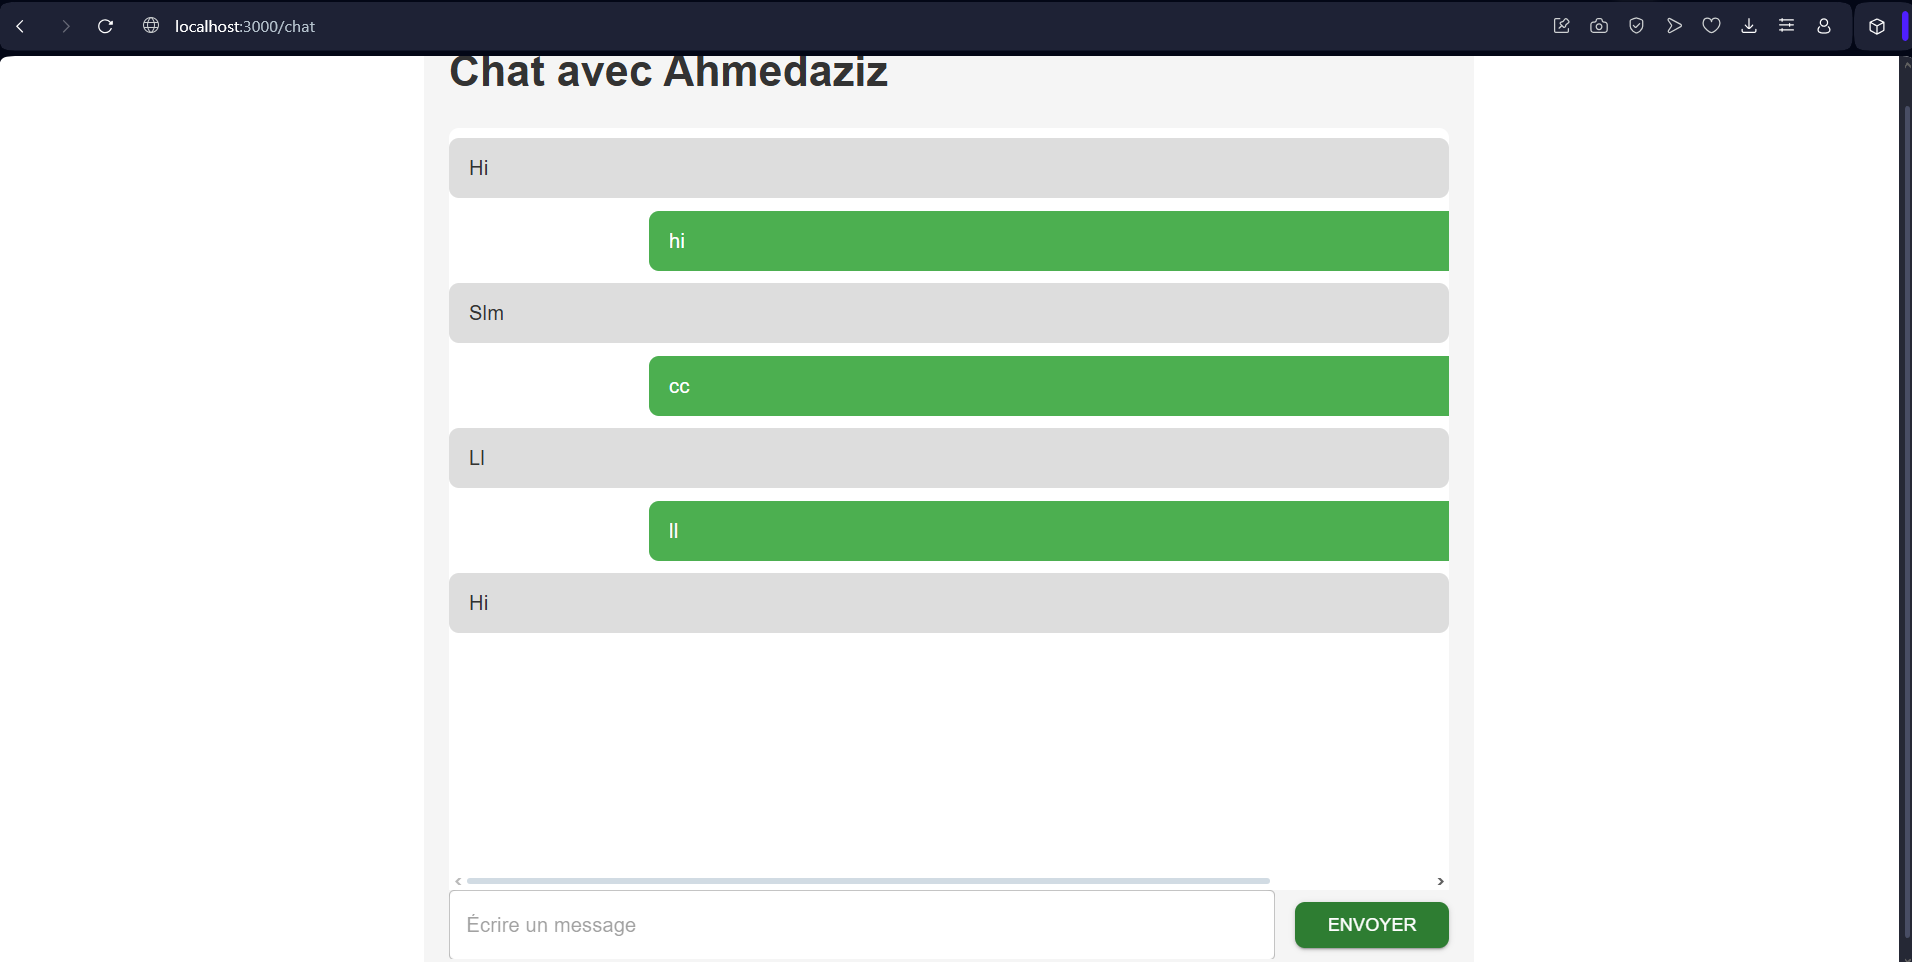 localhost:3000/chat
Chat avec Ahmedaziz
Hi
hi
Slm
cc
Ll
ll
Hi
Écrire un message
ENVOYER